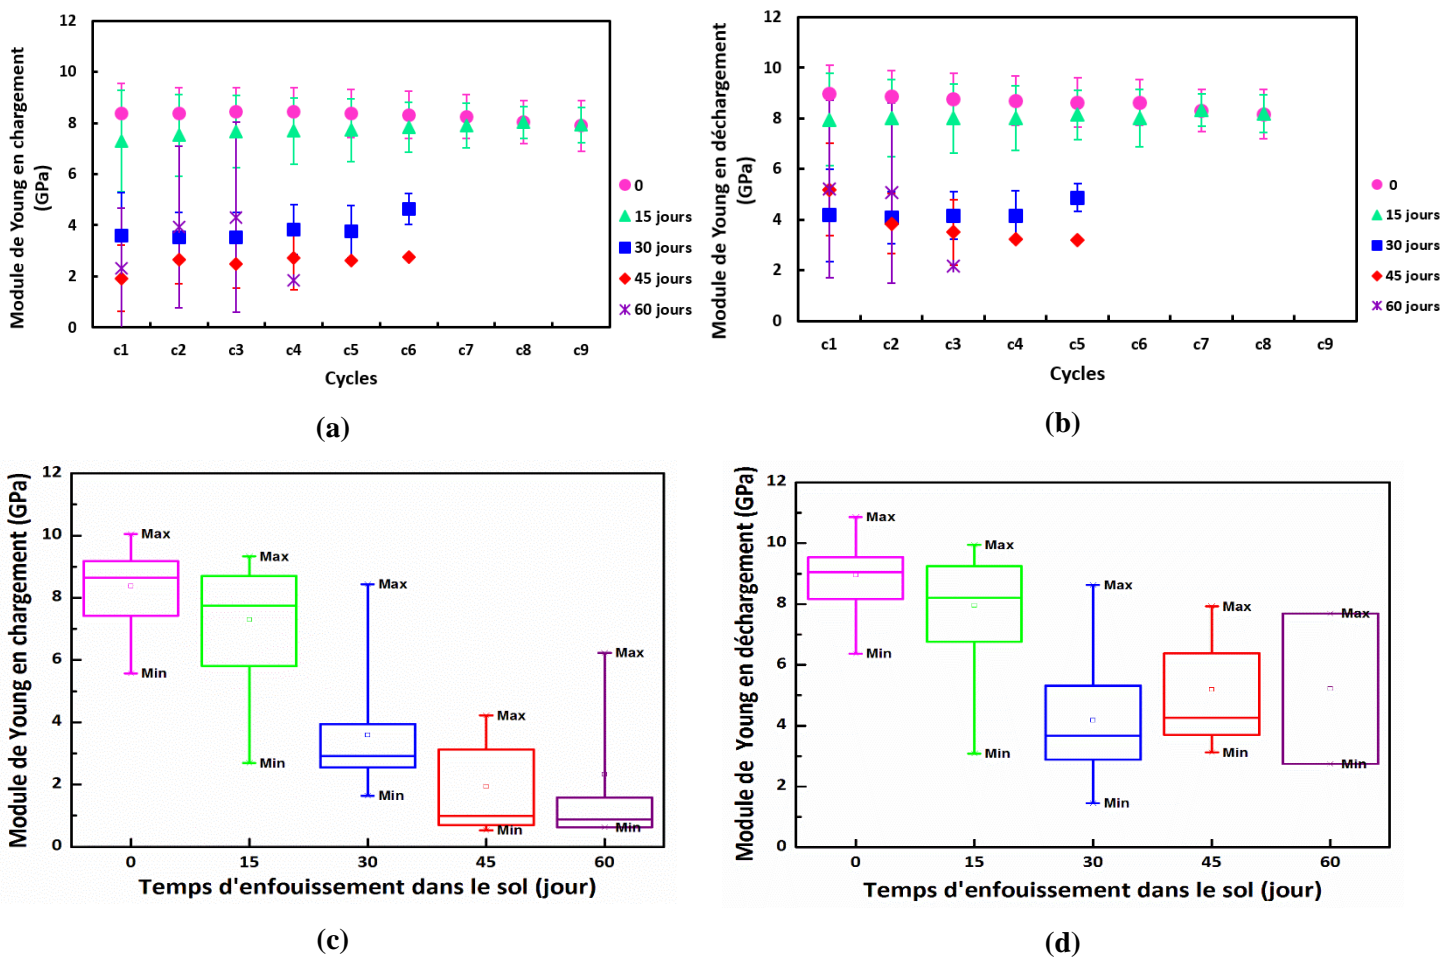 Module de Young en chargement
(GPa)
12
10
8
6
4
2
0
c1 c2 c3 c4 c5 c6 c7 c8 c9
Cycles
0
15 jours
30 jours
45 jours
60 jours
(a)
Module de Young en déchargement
(GPa)
12
10
8
6
4
2
0
c1 c2 c3 c4 c5 c6 c7 c8 c9
Cycles
0
15 jours
30 jours
45 jours
60 jours
(b)
Module de Young en chargement (GPa)
12
10
8
6
4
2
0
Max
Min
Max
Min
Max
Min
Max
Min
Max
Min
0 15 30 45 60
Temps d'enfouissement dans le sol (jour)
(c)
Module de Young en déchargement (GPa)
12
10
8
6
4
2
0
Max
Min
Max
Min
Max
Min
Max
Min
Max
Min
0 15 30 45 60
Temps d'enfouissement dans le sol (jour)
(d)